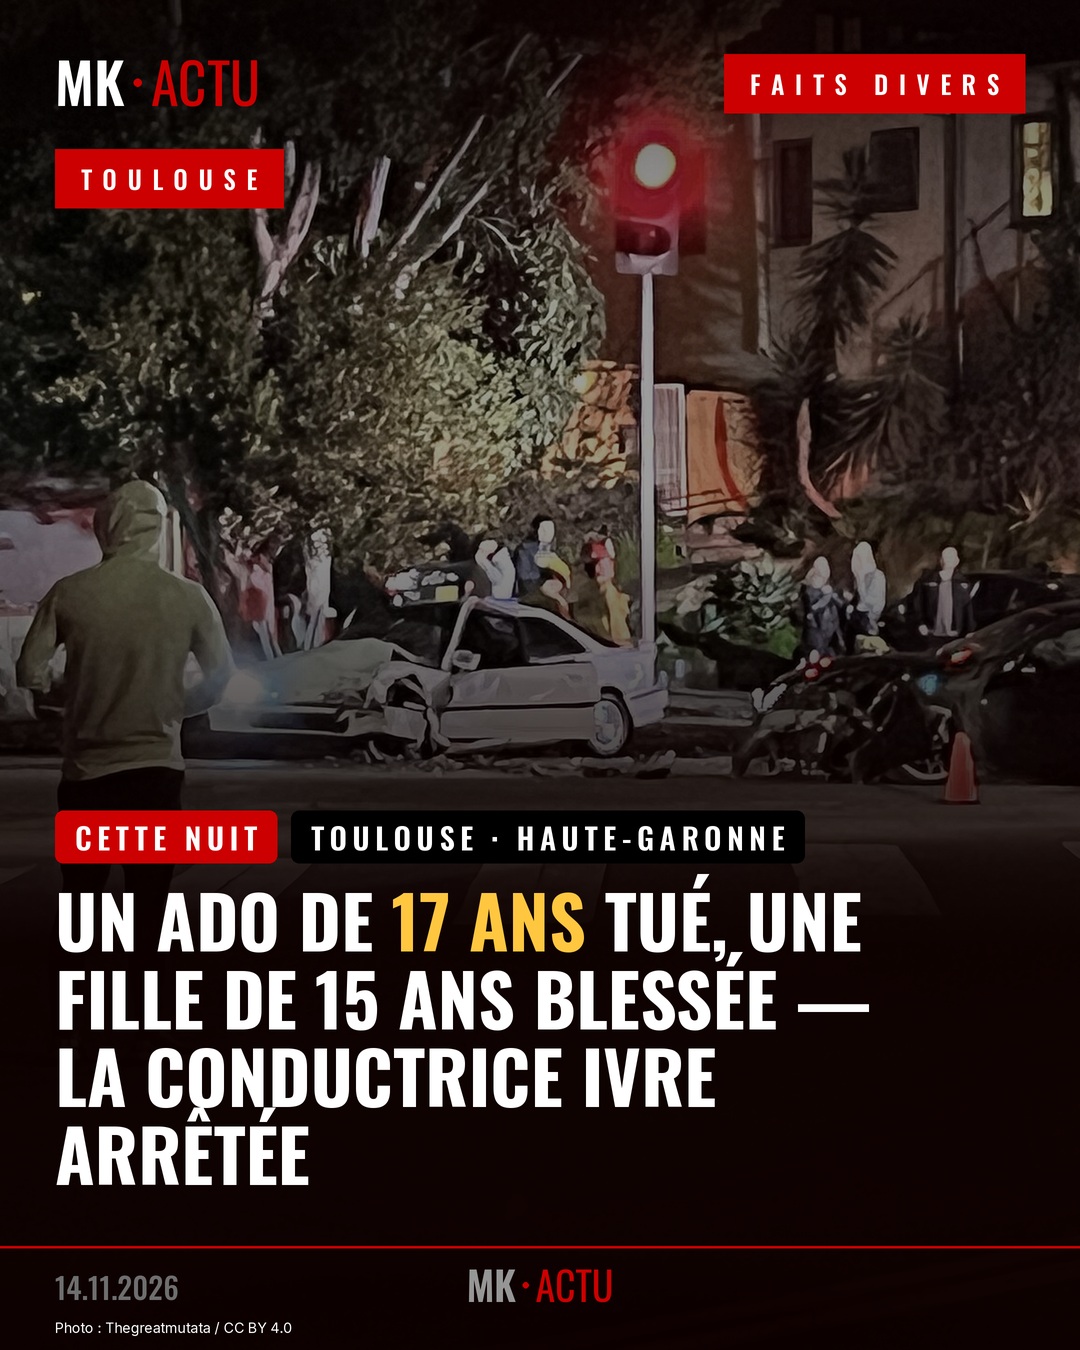 MK·ACTU
FAITS DIVERS
TOULOUSE
CETTE NUIT
TOULOUSE · HAUTE-GARONNE
UN ADO DE 17 ANS TUÉ, UNE
FILLE DE 15 ANS BLESSÉE —
LA CONDUCTRICE IVRE
ARRÊTÉE
14.11.2026
MK·ACTU
Photo : Thegreatmutata / CC BY 4.0